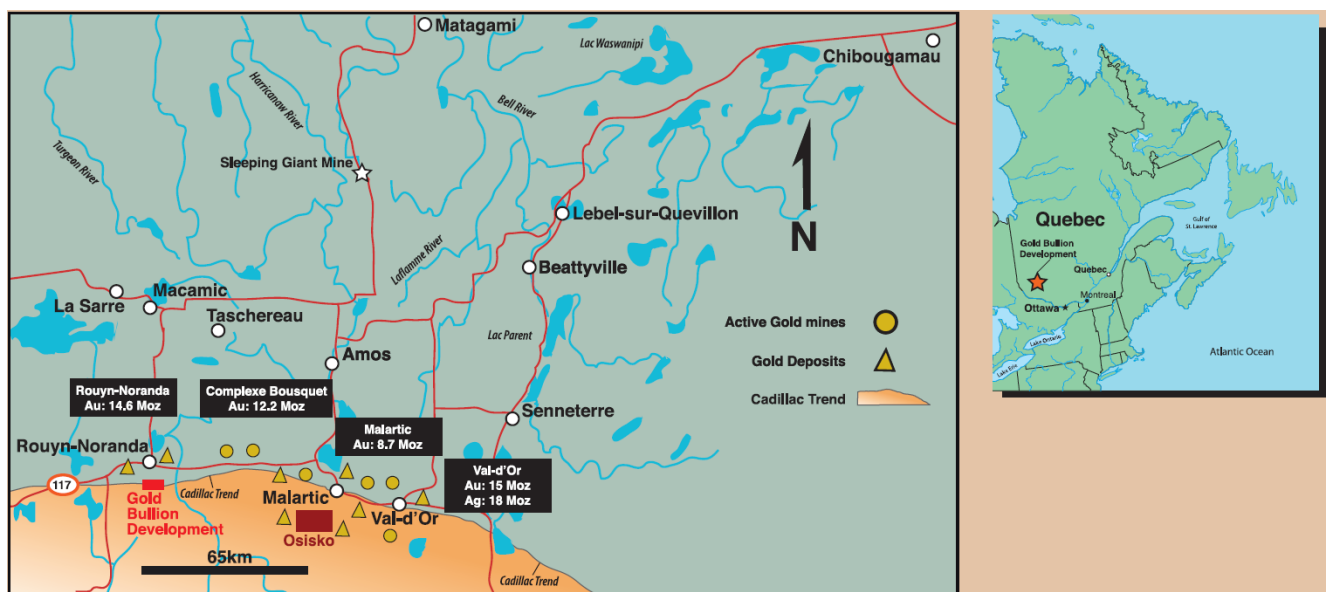 Matagami
Lac Waswanipi
Chibougamau
Harricanaw River
Bell River
Turgeon River
Sleeping Giant Mine
N
Lebel-sur-Quevillon
Laflamme River
Beattyville
La Sarre
Macamic
Taschereau
Lac Parent
Amos
Active Gold mines
Gold Deposits
Cadillac Trend
Rouyn-Noranda
Au: 14.6 Moz
Complexe Bousquet
Au: 12.2 Moz
Malartic
Au: 8.7 Moz
Senneterre
Rouyn-Noranda
Val-d'Or
Au: 15 Moz
Ag: 18 Moz
117
Cadillac Trend
Malartic
Gold
Bullion
Development
Val-d'Or
Osisko
65km
Cadillac Trend
Quebec
Gulf of
St. Lawrence
Gold Bullion
Development
Quebec
Montreal
Ottawa
Lake Ontario
Lake Erie
Atlantic Ocean